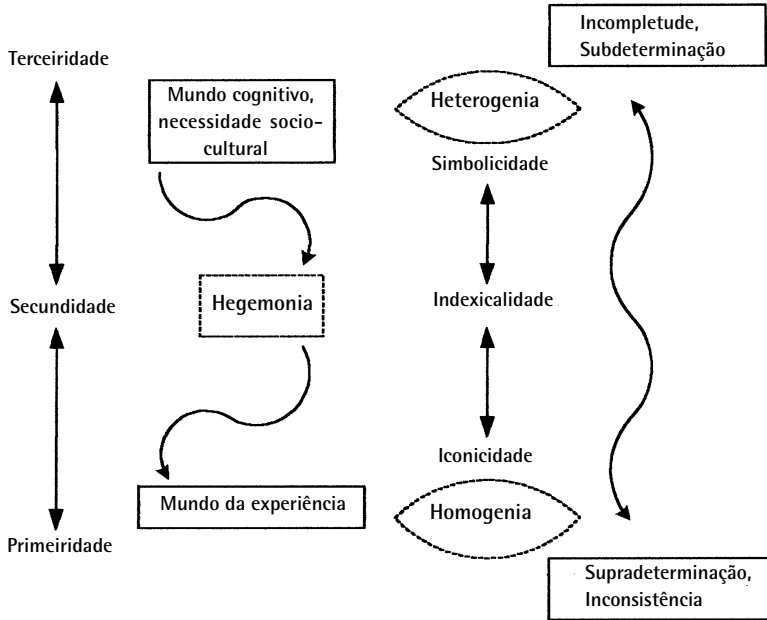 Incompletude,
Subdeterminação
Terceiridade
Mundo cognitivo,
necessidade socio-
cultural
Heterogenia
Simbolicidade
Secundidade
Hegemonia
Indexicalidade
Iconicidade
Mundo da experiência
Homogenia
Primeiridade
Supradeterminação,
Inconsistência